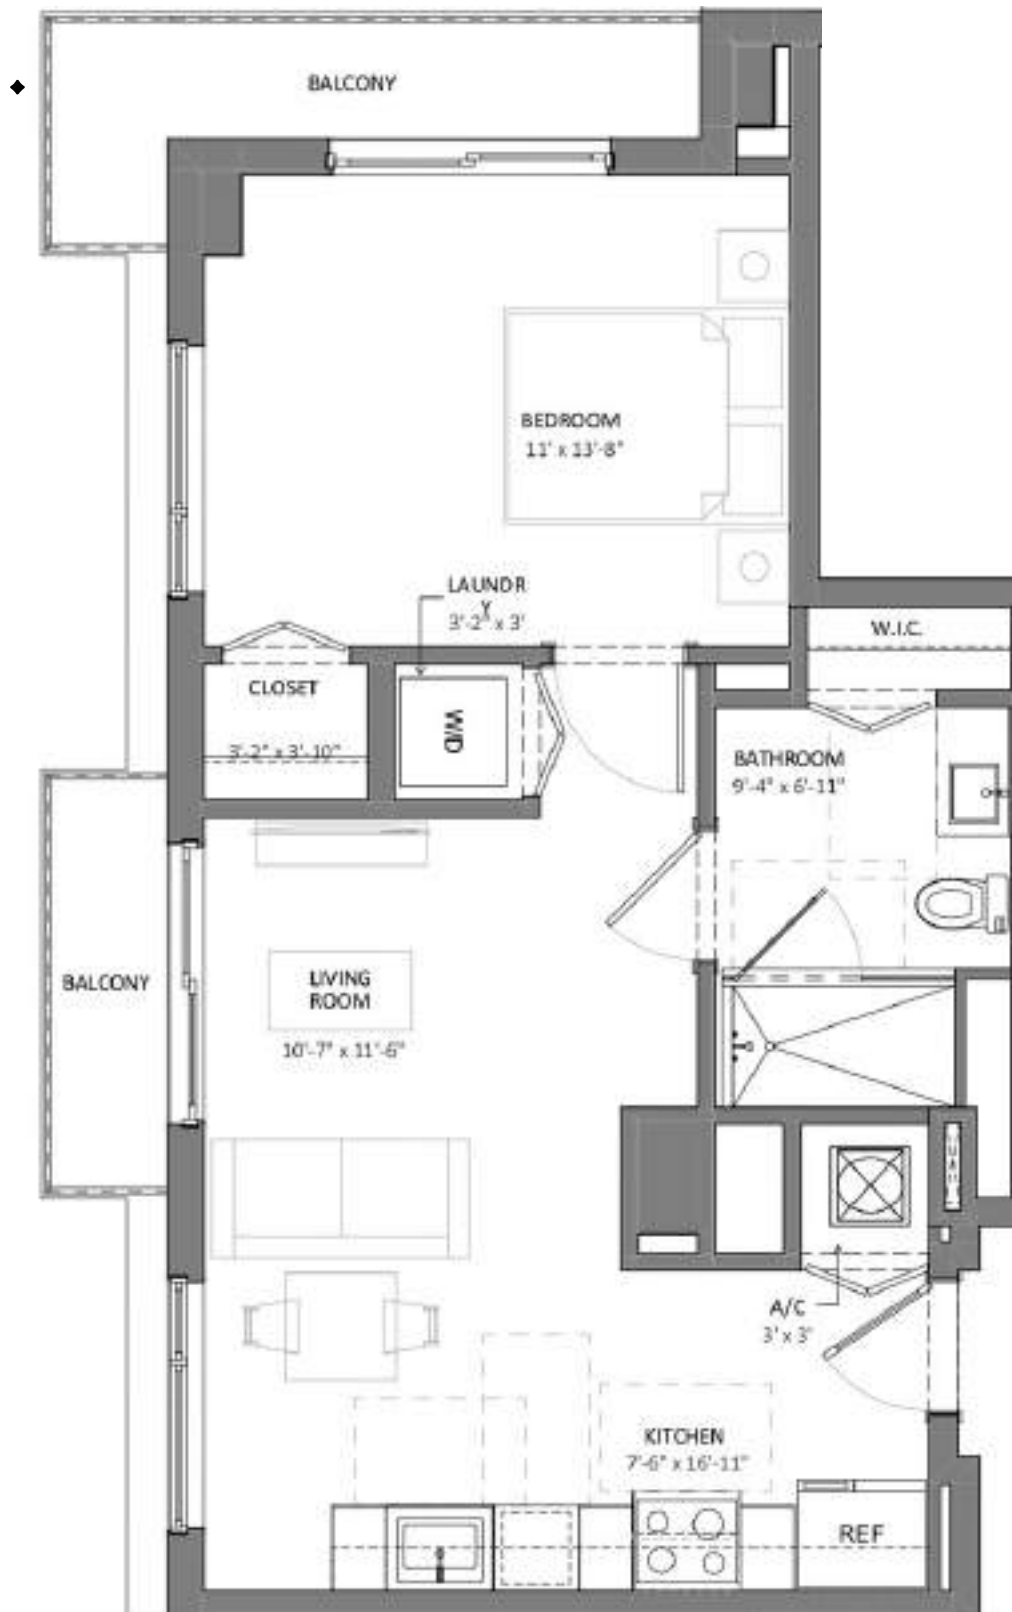 BALCONY
BEDROOM
11' x 13'-8"
LAUNDR
Y
3'-2" x 3'
W.I.C.
CLOSET
3'-2" x 3'-10"
W/D
BATHROOM
9'-4" x 6'-11"
BALCONY
LIVING
ROOM
10'-7" x 11'-6"
A/C
3' x 3'
KITCHEN
7'-6" x 16'-11"
REF